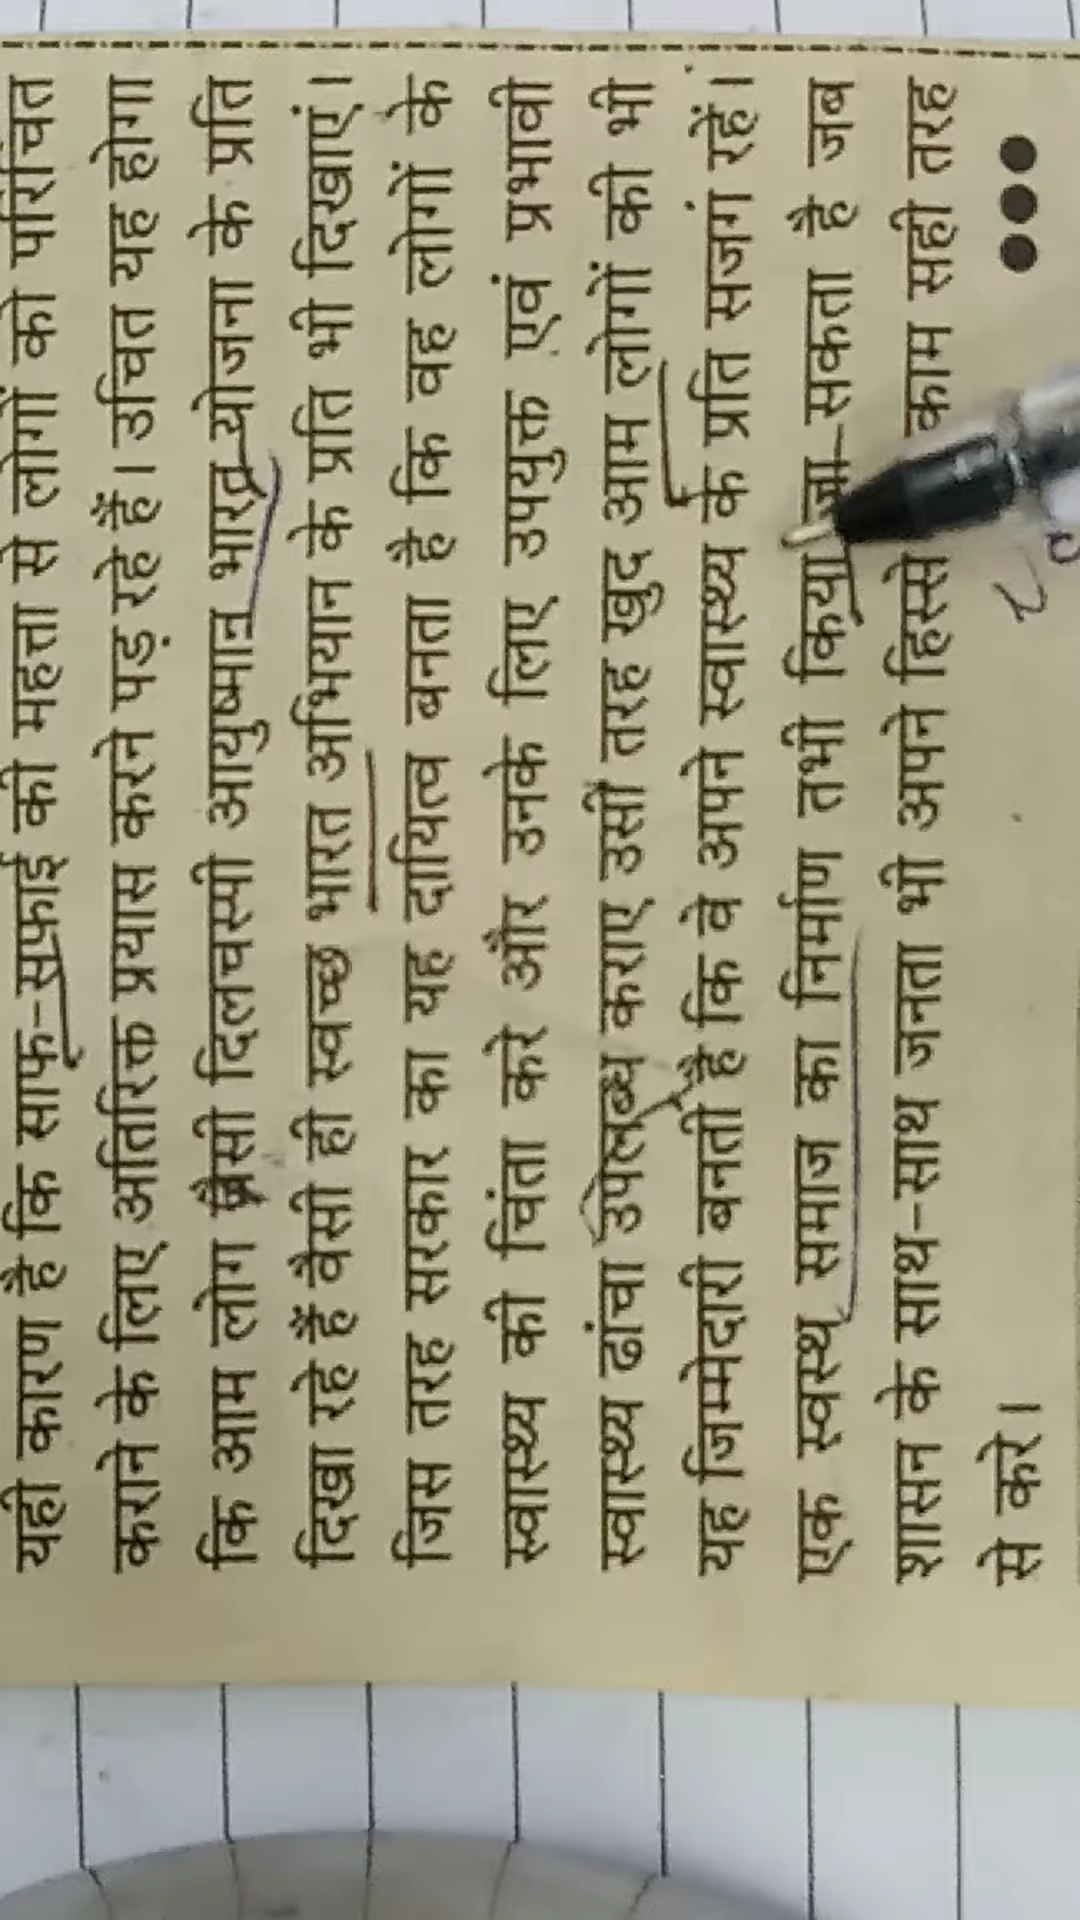 यही कारण है कि साफ-सफाई की महत्ता से लोगों को परिचित
कराने के लिए अतिरिक्त प्रयास करने पड़ रहे हैं। उचित यह होगा
कि आम लोग जैसी दिलचस्पी आयुष्मान भारत योजना के प्रति
दिखा रहे हैं वैसी ही स्वच्छ भारत अभियान के प्रति भी दिखाएं।
जिस तरह सरकार का यह दायित्व बनता है कि वह लोगों के
स्वास्थ्य की चिंता करे और उनके लिए उपयुक्त एवं प्रभावी
स्वास्थ्य ढांचा उपलब्ध कराए उसी तरह खुद आम लोगों की भी
यह जिम्मेदारी बनती है कि वे अपने स्वास्थ्य के प्रति सजग रहें।
एक स्वस्थ समाज का निर्माण तभी किया जा सकता है जब
शासन के साथ-साथ जनता भी अपने हिस्से काम सही तरह
से करे।